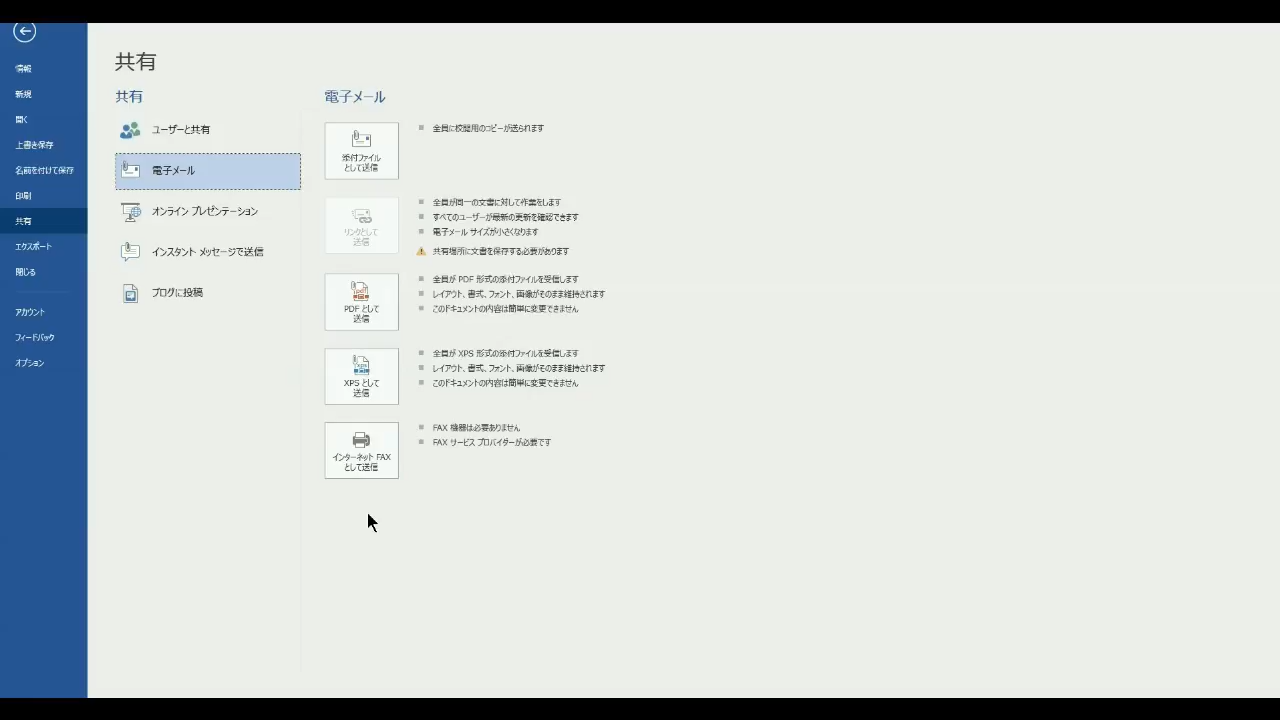 情報
新規
開く
上書き保存
名前を付けて保存
印刷
共有
エクスポート
閉じる
アカウント
フィードバック
オプション
共有
共有
ユーザーと共有
電子メール
オンライン プレゼンテーション
インスタント メッセージで送信
ブログに投稿
電子メール
添付ファイル
として送信
全員に校閲用のコピーが送られます
リンクとして
送信
全員が同一の文書に対して作業をします
すべてのユーザーが最新の更新を確認できます
電子メール サイズが小さくなります
共有場所に文書を保存する必要があります
PDF として
送信
全員が PDF 形式の添付ファイルを受信します
レイアウト、書式、フォント、画像がそのまま維持されます
このドキュメントの内容は簡単に変更できません
XPS として
送信
全員が XPS 形式の添付ファイルを受信します
レイアウト、書式、フォント、画像がそのまま維持されます
このドキュメントの内容は簡単に変更できません
インターネット FAX
として送信
FAX 機器は必要ありません
FAX サービス プロバイダーが必要です